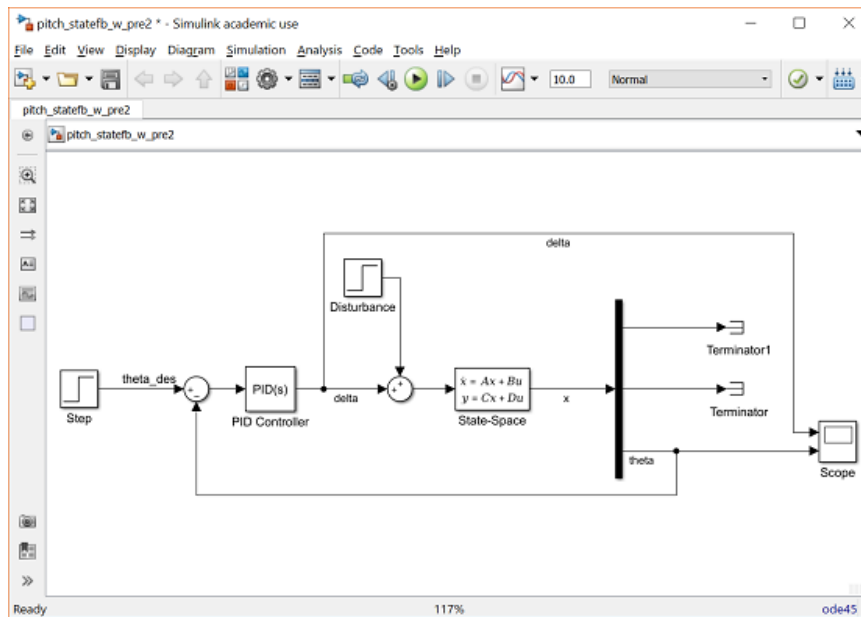 pitch_statefb_w_pre2 * - Simulink academic use
File Edit View Display Diagram Simulation Analysis Code Tools Help
10.0 Normal
pitch_statefb_w_pre2
pitch_statefb_w_pre2
delta
Disturbance
Terminator1
theta_des
PID(s)
ẋ = Ax + Bu
y = Cx + Du
delta
x
Step
PID Controller
State-Space
Terminator
theta
Scope
Ready 117% ode45